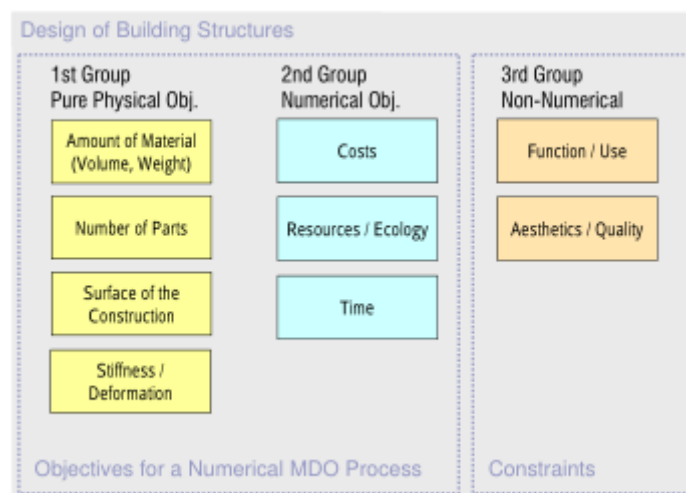 Design of Building Structures
1st Group
Pure Physical Obj.
Amount of Material
(Volume, Weight)
Number of Parts
Surface of the
Construction
Stiffness /
Deformation
2nd Group
Numerical Obj.
Costs
Resources / Ecology
Time
Objectives for a Numerical MDO Process
3rd Group
Non-Numerical
Function / Use
Aesthetics / Quality
Constraints